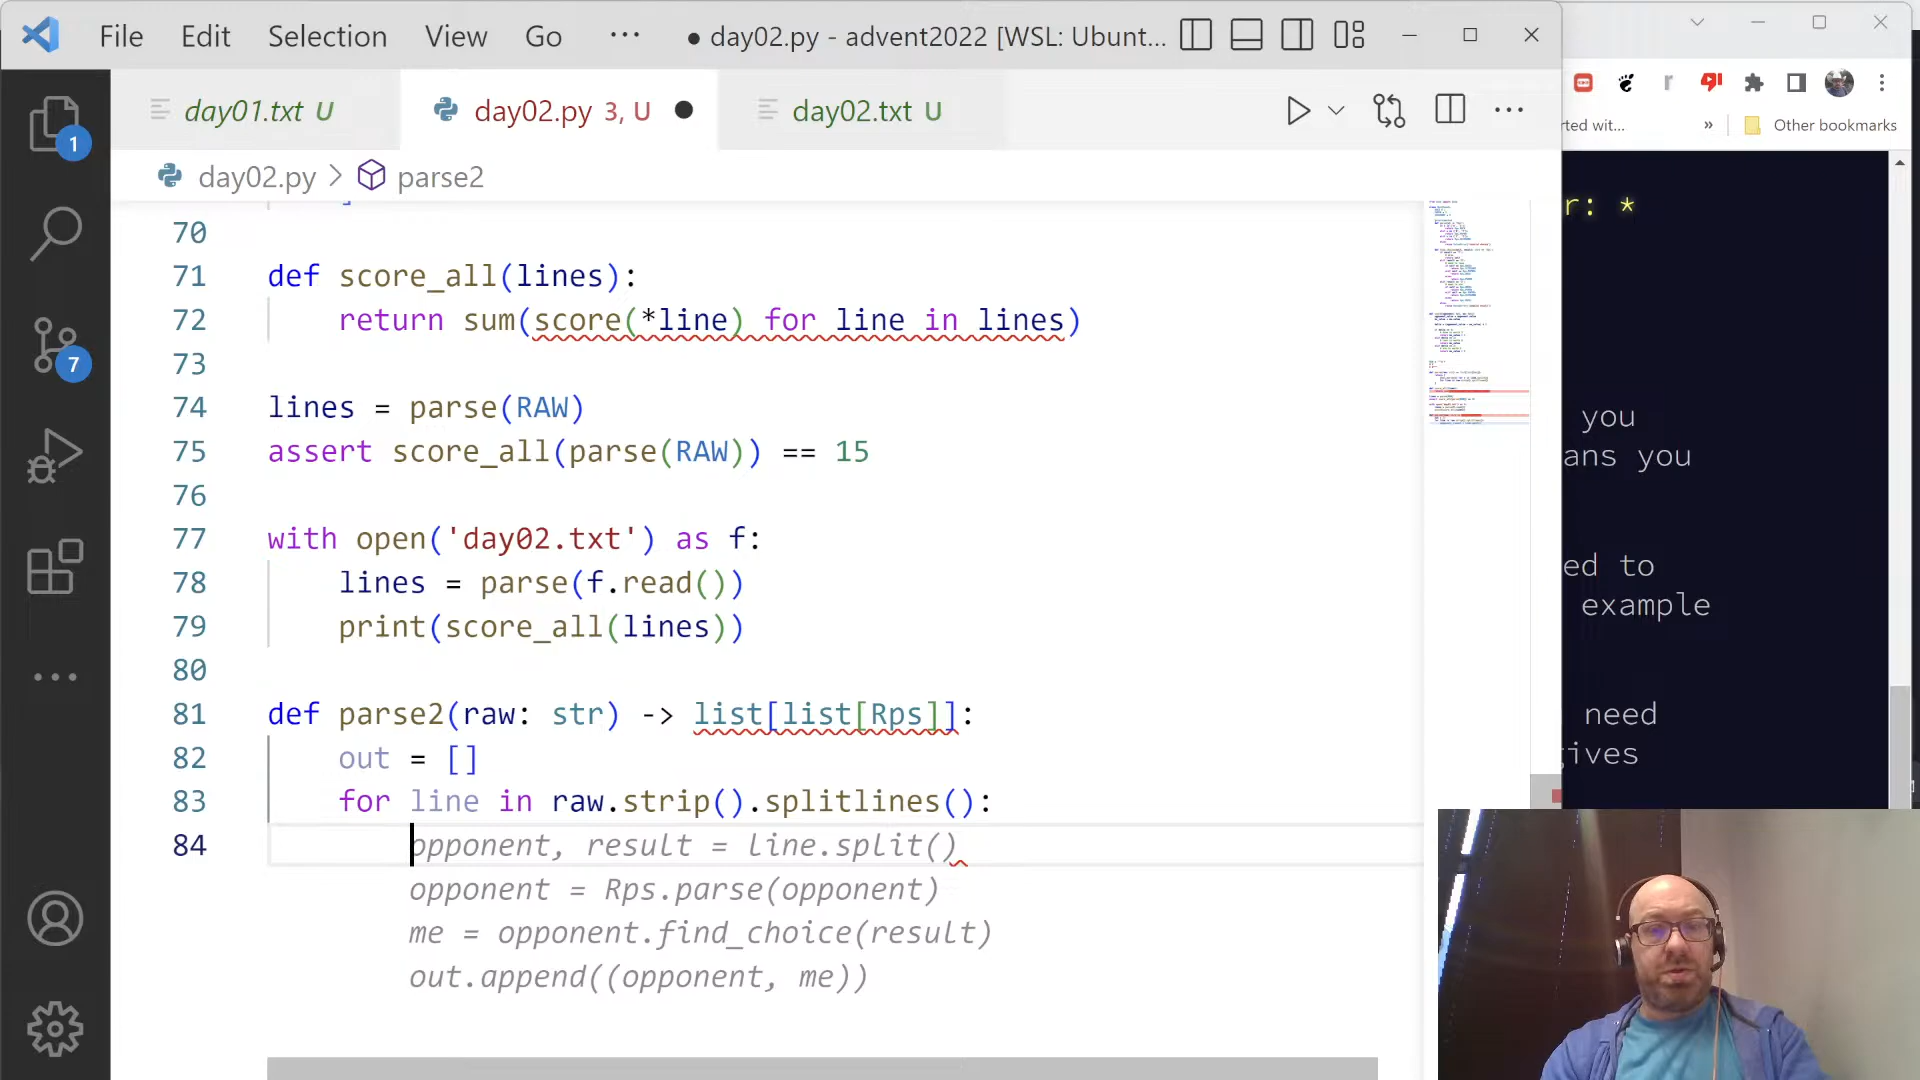 File Edit Selection View Go ··· ● day02.py - advent2022 [WSL: Ubunt...
day01.txt U day02.py 3, U ● day02.txt U
day02.py > parse2
70
71 def score_all(lines):
72 return sum(score(*line) for line in lines)
73
74 lines = parse(RAW)
75 assert score_all(parse(RAW)) == 15
76
77 with open('day02.txt') as f:
78 lines = parse(f.read())
79 print(score_all(lines))
80
81 def parse2(raw: str) -> list[list[Rps]]:
82 out = []
83 for line in raw.strip().splitlines():
84 opponent, result = line.split()
opponent = Rps.parse(opponent)
me = opponent.find_choice(result)
out.append((opponent, me))
1
7
rted wit... » Other bookmarks
r: *
you
ans you
ed to
example
need
gives